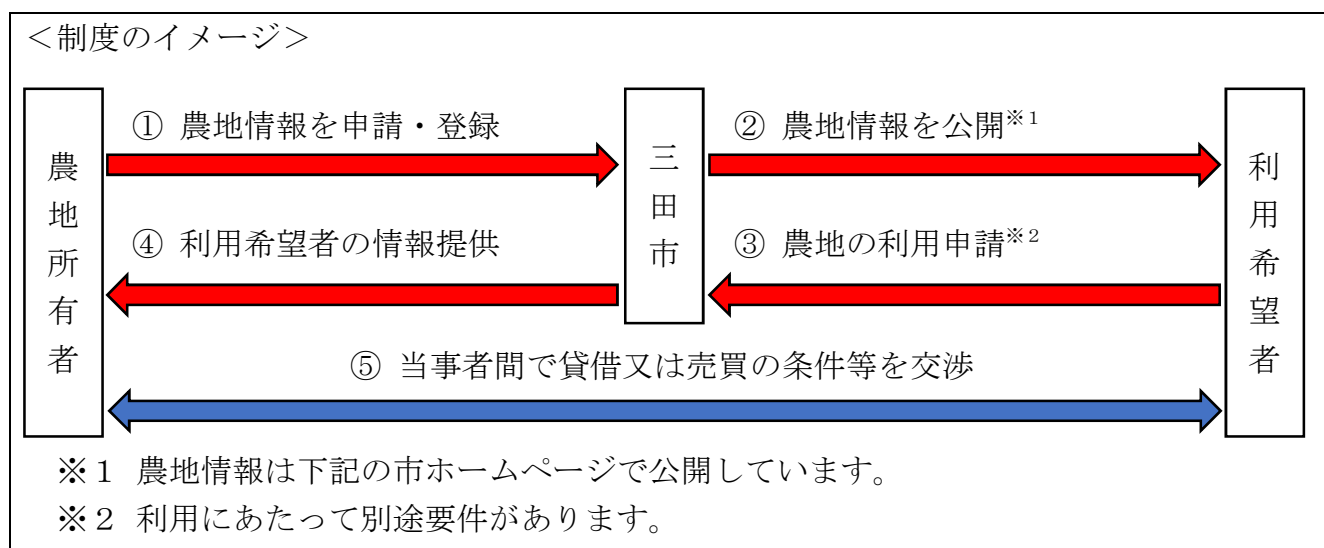 ＜制度のイメージ＞
① 農地情報を申請・登録
② 農地情報を公開※1
農地所有者
三田市
利用希望者
④ 利用希望者の情報提供
③ 農地の利用申請※2
⑤ 当事者間で貸借又は売買の条件等を交渉
※１ 農地情報は下記の市ホームページで公開しています。
※２ 利用にあたって別途要件があります。